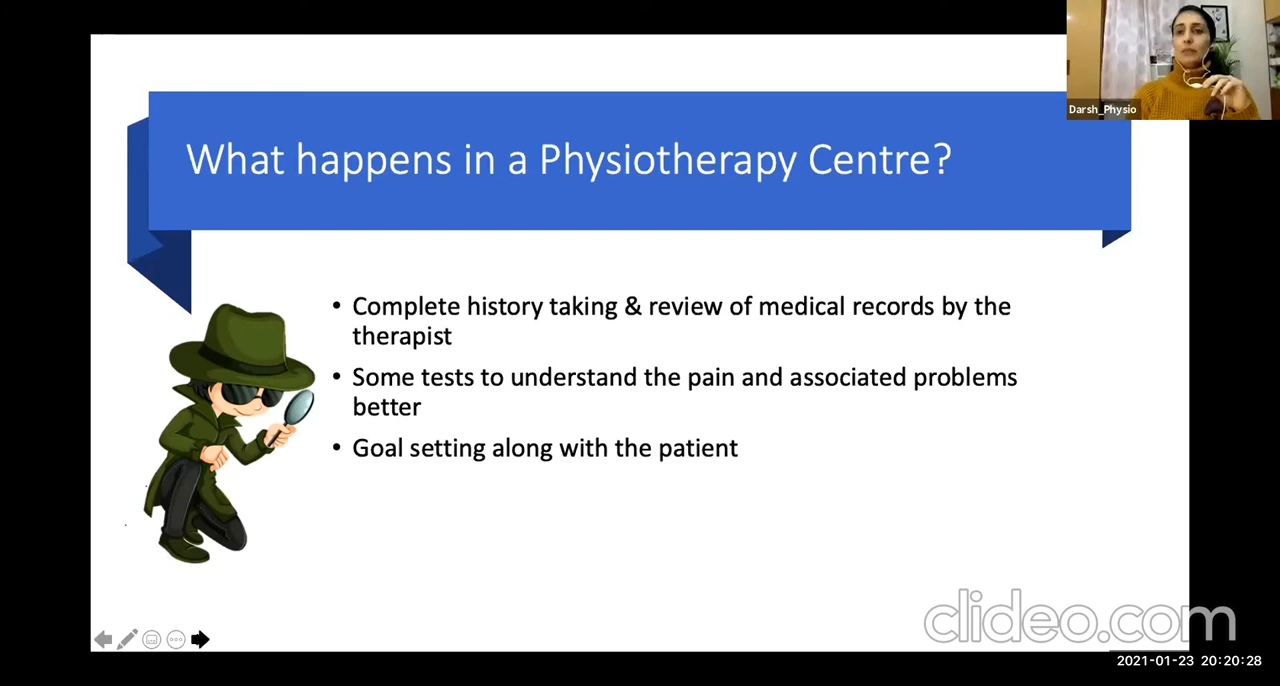 Darsh_Physio
What happens in a Physiotherapy Centre?
• Complete history taking & review of medical records by the
therapist
• Some tests to understand the pain and associated problems
better
• Goal setting along with the patient
clideo.com
2021-01-23 20:20:28